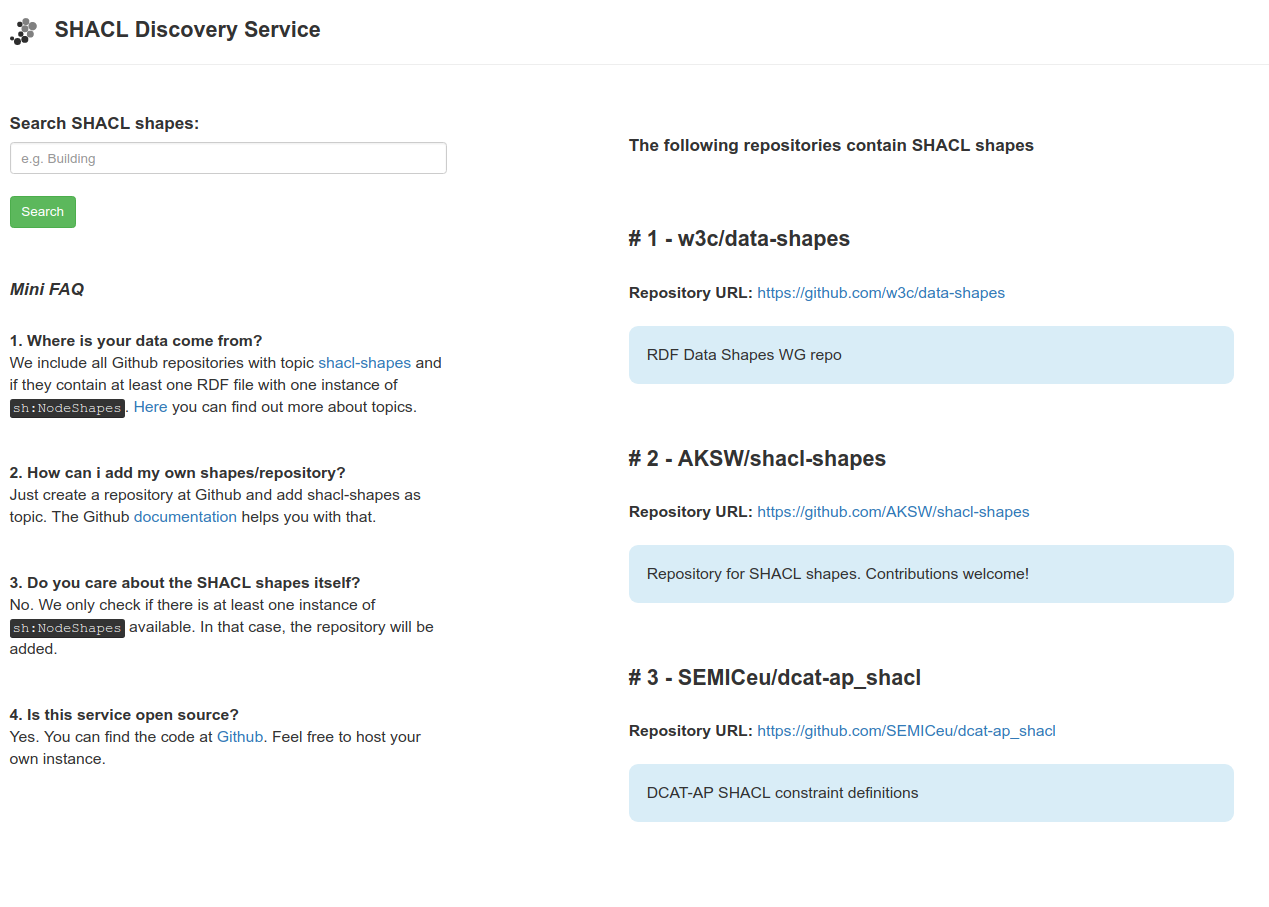 SHACL Discovery Service
Search SHACL shapes:
e.g. Building
Search
Mini FAQ
1. Where is your data come from?
We include all Github repositories with topic shacl-shapes and
if they contain at least one RDF file with one instance of
sh:NodeShapes. Here you can find out more about topics.
2. How can i add my own shapes/repository?
Just create a repository at Github and add shacl-shapes as
topic. The Github documentation helps you with that.
3. Do you care about the SHACL shapes itself?
No. We only check if there is at least one instance of
sh:NodeShapes available. In that case, the repository will be
added.
4. Is this service open source?
Yes. You can find the code at Github. Feel free to host your
own instance.
The following repositories contain SHACL shapes
# 1 - w3c/data-shapes
Repository URL: https://github.com/w3c/data-shapes
RDF Data Shapes WG repo
# 2 - AKSW/shacl-shapes
Repository URL: https://github.com/AKSW/shacl-shapes
Repository for SHACL shapes. Contributions welcome!
# 3 - SEMICeu/dcat-ap_shacl
Repository URL: https://github.com/SEMICeu/dcat-ap_shacl
DCAT-AP SHACL constraint definitions